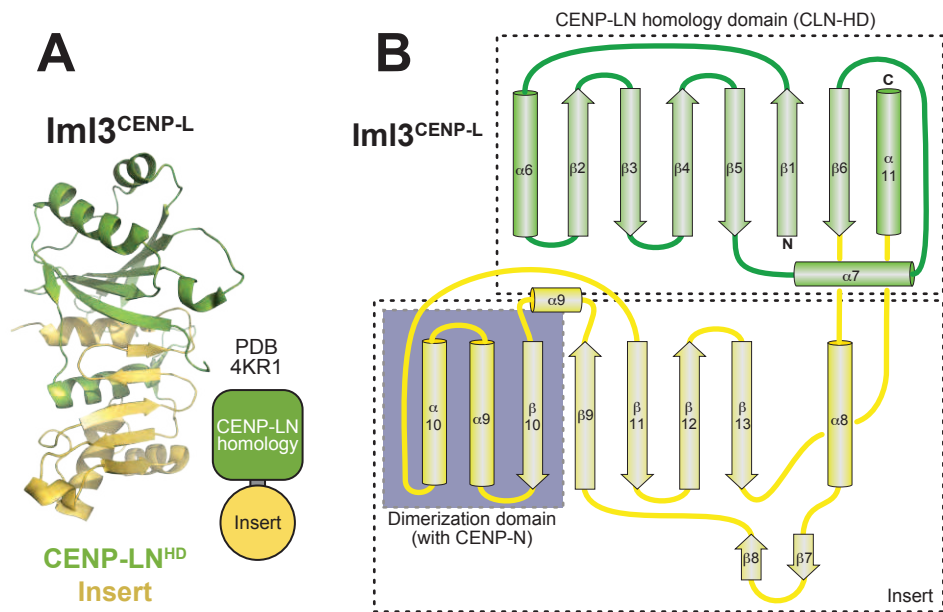 A
Iml3CENP-L
PDB
4KR1
CENP-LN
homology
Insert
CENP-LNHD
Insert
B
CENP-LN homology domain (CLN-HD)
Iml3CENP-L
C
α6
β2
β3
β4
β5
β1
β6
α
11
N
α7
α9
α
10
α9
β
10
β9
β
11
β
12
β
13
α8
Dimerization domain
(with CENP-N)
β8
β7
Insert